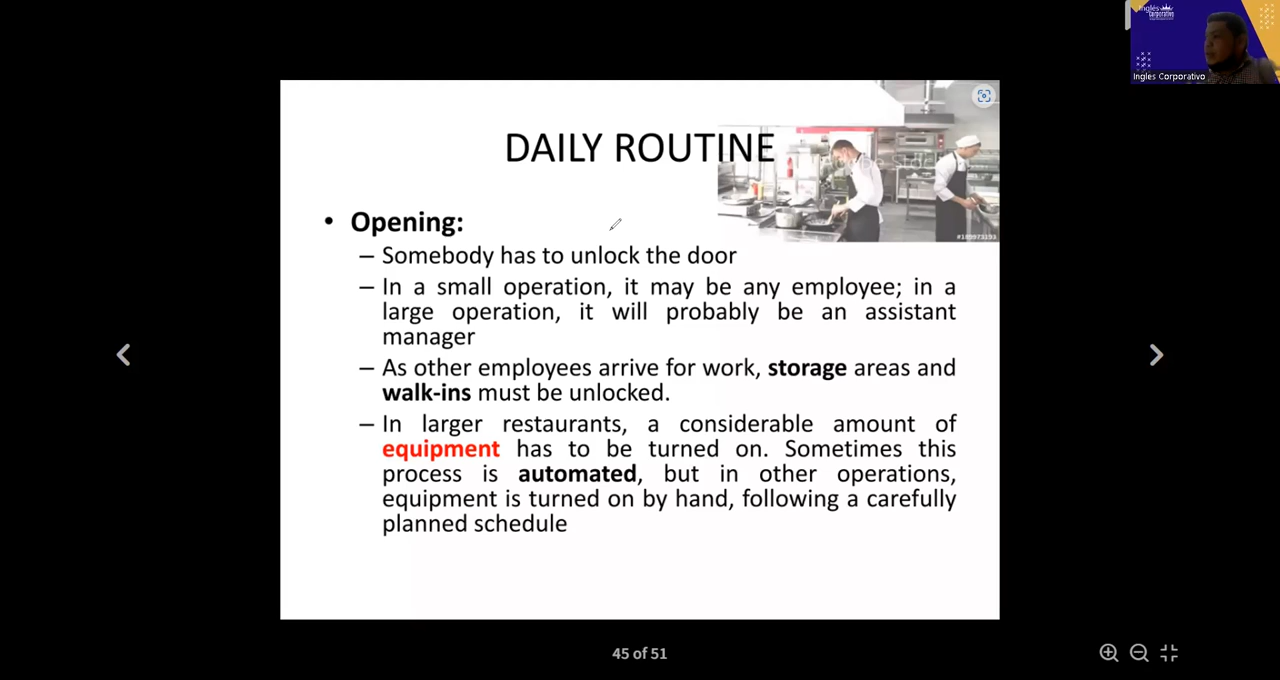 Inglés
Corporativo
Ingles Corporativo
DAILY ROUTINE
#189973193
• Opening:
– Somebody has to unlock the door
– In a small operation, it may be any employee; in a
large operation, it will probably be an assistant
manager
– As other employees arrive for work, storage areas and
walk-ins must be unlocked.
– In larger restaurants, a considerable amount of
equipment has to be turned on. Sometimes this
process is automated, but in other operations,
equipment is turned on by hand, following a carefully
planned schedule
45 of 51